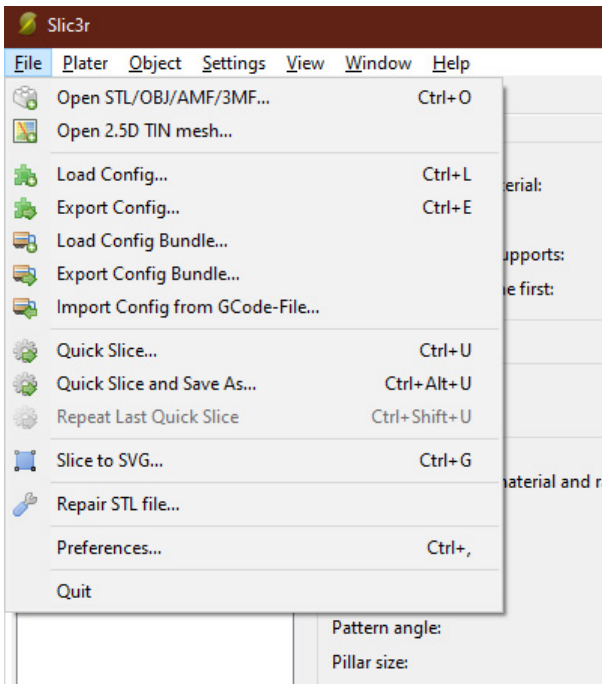 Slic3r
File Plater Object Settings View Window Help
Open STL/OBJ/AMF/3MF... Ctrl+O
Open 2.5D TIN mesh...
Load Config... Ctrl+L
erial:
Export Config... Ctrl+E
Load Config Bundle...
upports:
Export Config Bundle...
e first:
Import Config from GCode-File...
Quick Slice... Ctrl+U
Quick Slice and Save As... Ctrl+Alt+U
Repeat Last Quick Slice Ctrl+Shift+U
Slice to SVG... Ctrl+G
aterial and r
Repair STL file...
Preferences... Ctrl+,
Quit
Pattern angle:
Pillar size: